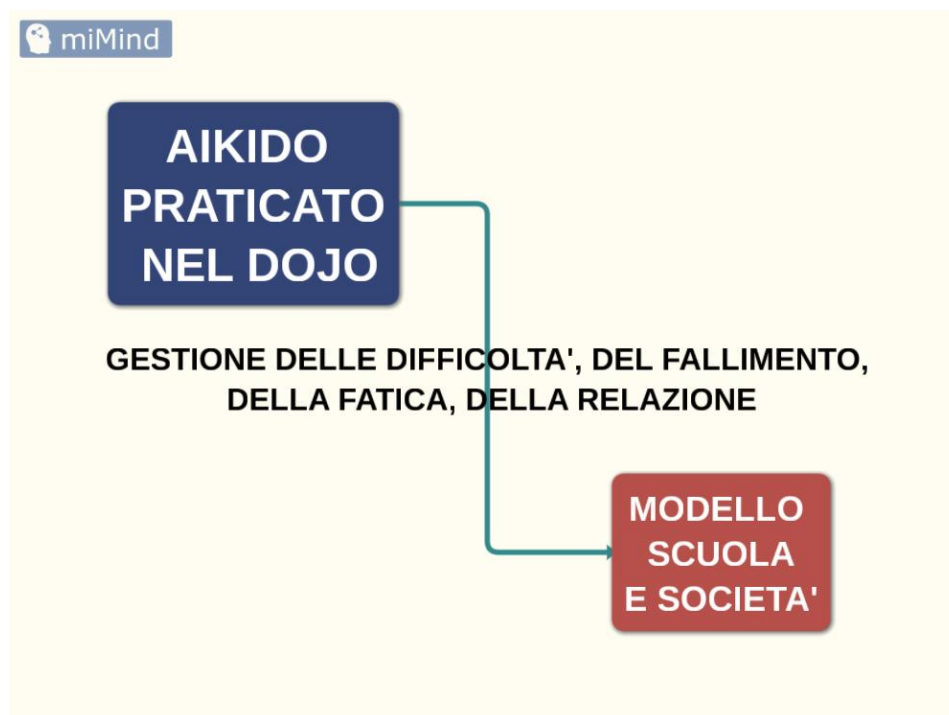 miMind
AIKIDO
PRATICATO
NEL DOJO
GESTIONE DELLE DIFFICOLTA', DEL FALLIMENTO,
DELLA FATICA, DELLA RELAZIONE
MODELLO
SCUOLA
E SOCIETA'